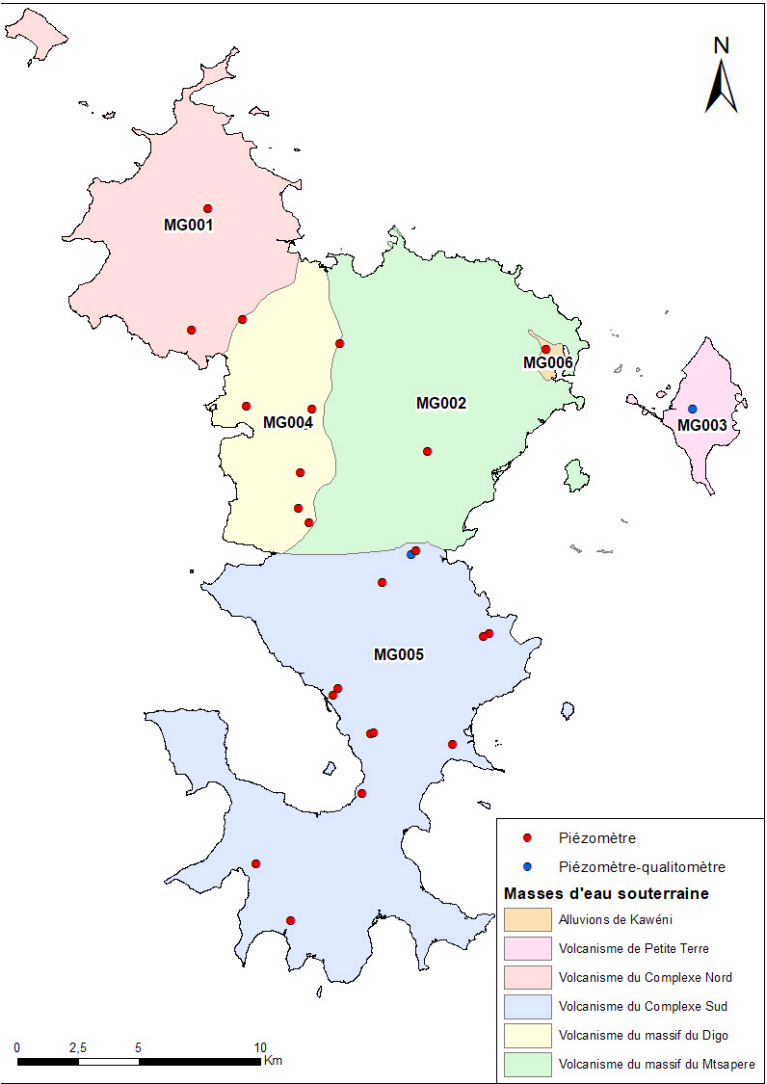 N
MG001
MG006
MG002
MG003
MG004
MG005
Piézomètre
Piézomètre-qualitomètre
Masses d'eau souterraine
Alluvions de Kawéni
Volcanisme de Petite Terre
Volcanisme du Complexe Nord
Volcanisme du Complexe Sud
Volcanisme du massif du Digo
Volcanisme du massif du Mtsapere
0 2,5 5 10
Km